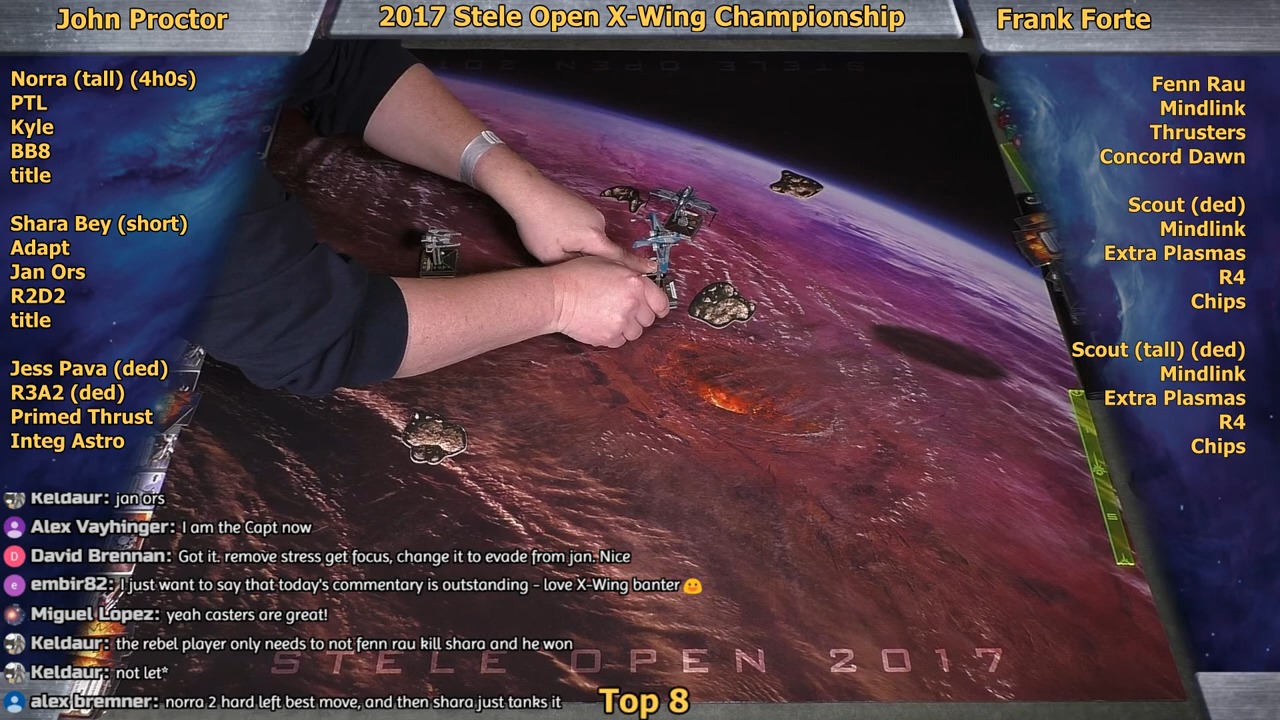 John Proctor
2017 Stele Open X-Wing Championship
Frank Forte
Norra (tall) (4h0s)
PTL
Kyle
BB8
title
Shara Bey (short)
Adapt
Jan Ors
R2D2
title
Jess Pava (ded)
R3A2 (ded)
Primed Thrust
Integ Astro
Fenn Rau
Mindlink
Thrusters
Concord Dawn
Scout (ded)
Mindlink
Extra Plasmas
R4
Chips
Scout (tall) (ded)
Mindlink
Extra Plasmas
R4
Chips
Keldaur: jan ors
Alex Vayhinger: I am the Capt now
David Brennan: Got it. remove stress get focus, change it to evade from jan. Nice
embir82: I just want to say that today's commentary is outstanding - love X-Wing banter
Miguel Lopez: yeah casters are great!
Keldaur: the rebel player only needs to not fenn rau kill shara and he won
Keldaur: not let*
alex bremner: norra 2 hard left best move, and then shara just tanks it
STELE OPEN 2017
Top 8